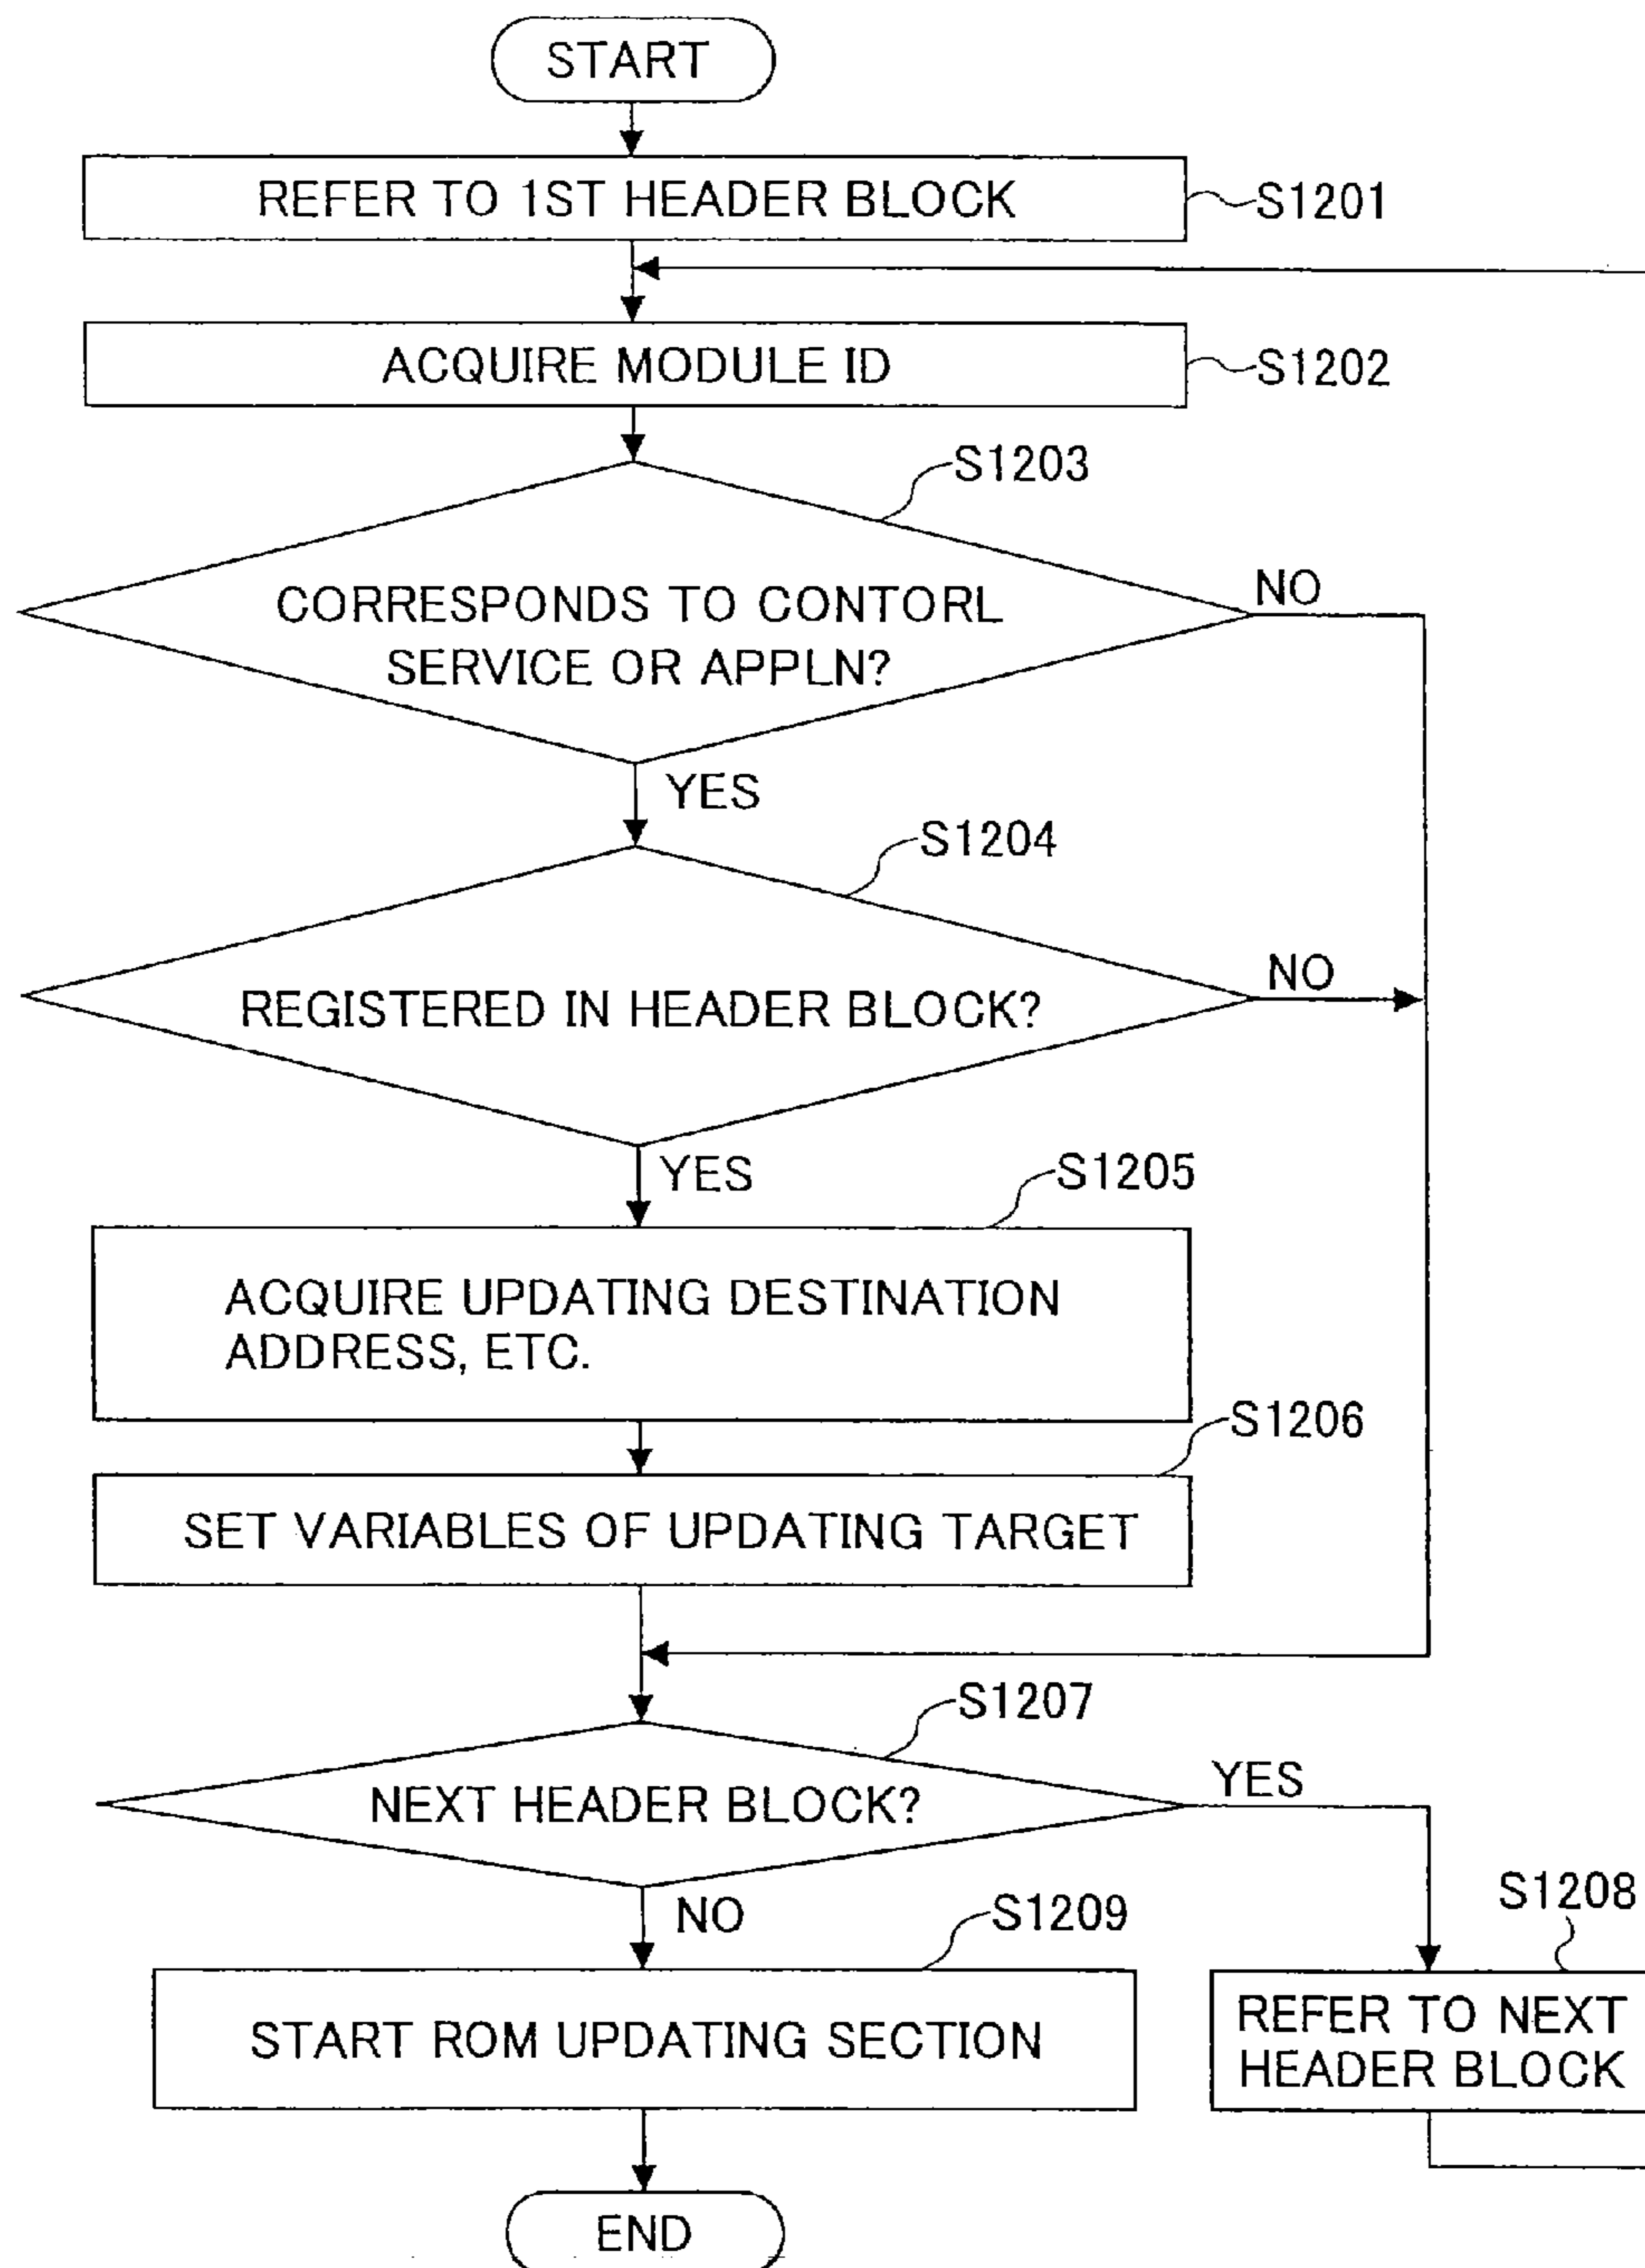 START
REFER TO 1ST HEADER BLOCK
S1201
ACQUIRE MODULE ID
S1202
S1203
CORRESPONDS TO CONTORL
SERVICE OR APPLN?
NO
YES
S1204
REGISTERED IN HEADER BLOCK?
NO
YES
S1205
ACQUIRE UPDATING DESTINATION
ADDRESS, ETC.
S1206
SET VARIABLES OF UPDATING TARGET
S1207
NEXT HEADER BLOCK?
YES
NO
S1209
S1208
START ROM UPDATING SECTION
REFER TO NEXT
HEADER BLOCK
END